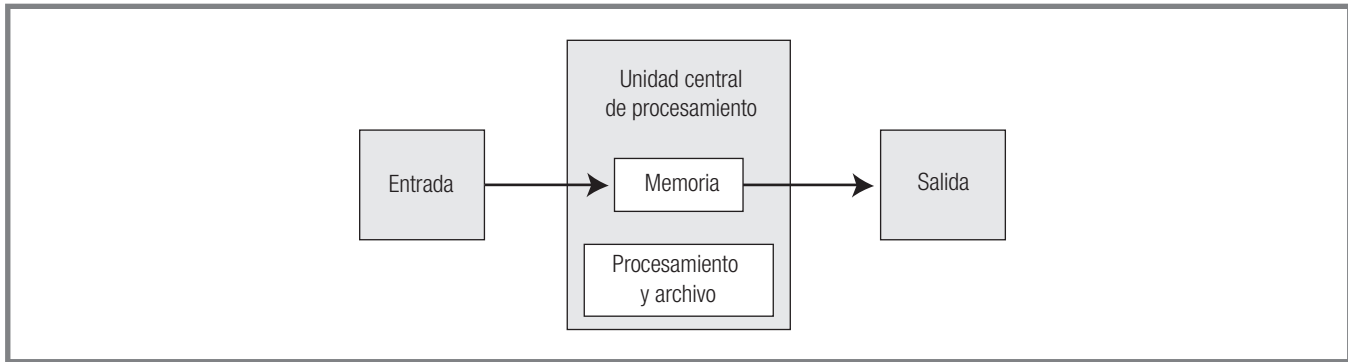 Unidad central
de procesamiento
Entrada
Memoria
Salida
Procesamiento
y archivo